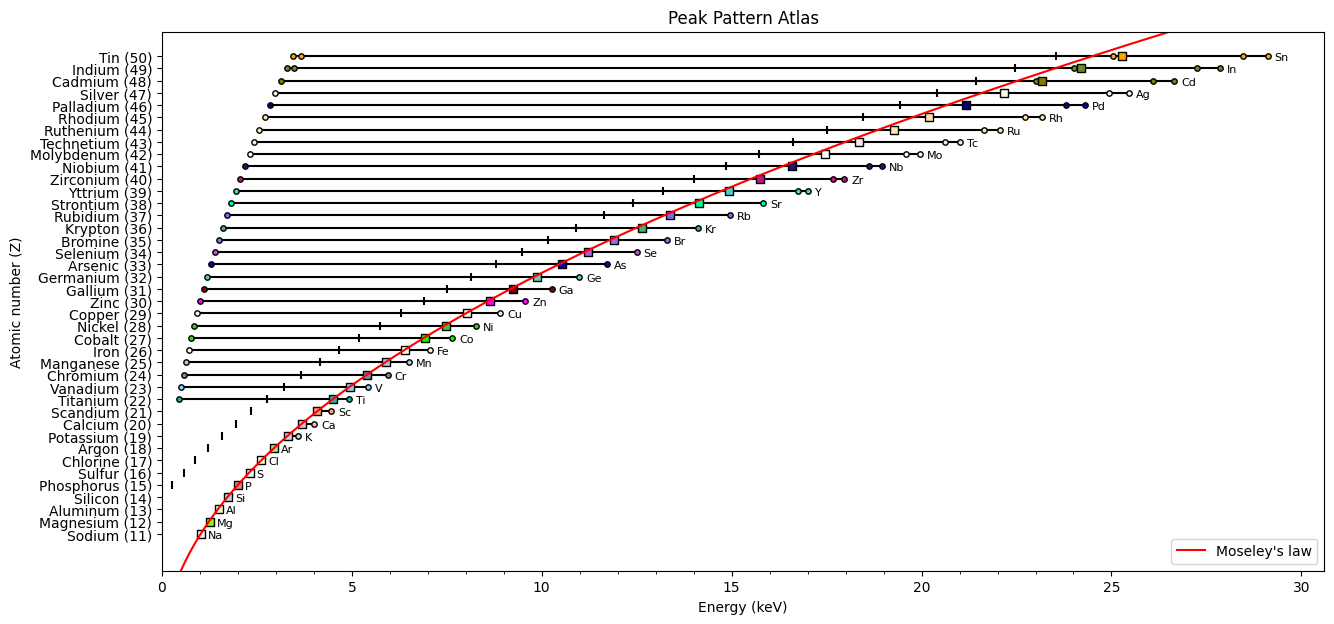 Peak Pattern Atlas
Atomic number (Z)
Tin (50)
Sn
Indium (49)
In
Cadmium (48)
Cd
Silver (47)
Ag
Palladium (46)
Pd
Rhodium (45)
Rh
Ruthenium (44)
Ru
Technetium (43)
Tc
Molybdenum (42)
Mo
Niobium (41)
Nb
Zirconium (40)
Zr
Yttrium (39)
Y
Strontium (38)
Sr
Rubidium (37)
Rb
Krypton (36)
Kr
Bromine (35)
Br
Selenium (34)
Se
Arsenic (33)
As
Germanium (32)
Ge
Gallium (31)
Ga
Zinc (30)
Zn
Copper (29)
Cu
Nickel (28)
Ni
Cobalt (27)
Co
Iron (26)
Fe
Manganese (25)
Mn
Chromium (24)
Cr
Vanadium (23)
V
Titanium (22)
Ti
Scandium (21)
Sc
Calcium (20)
Ca
Potassium (19)
K
Argon (18)
Ar
Chlorine (17)
Cl
Sulfur (16)
S
Phosphorus (15)
P
Silicon (14)
Si
Aluminum (13)
Al
Magnesium (12)
Mg
Sodium (11)
Na
Moseley's law
0 5 10 15 20 25 30
Energy (keV)